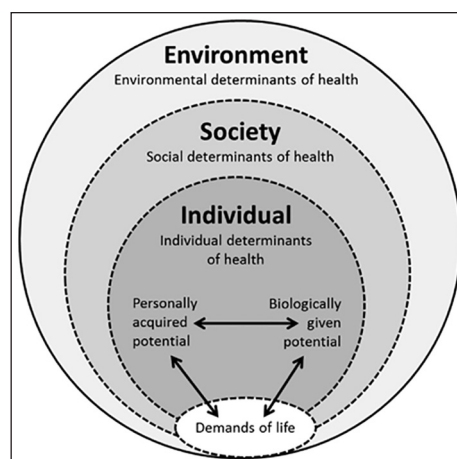 Environment
Environmental determinants of health
Society
Social determinants of health
Individual
Individual determinants
of health
Personally
acquired
potential
Biologically
given
potential
Demands of life